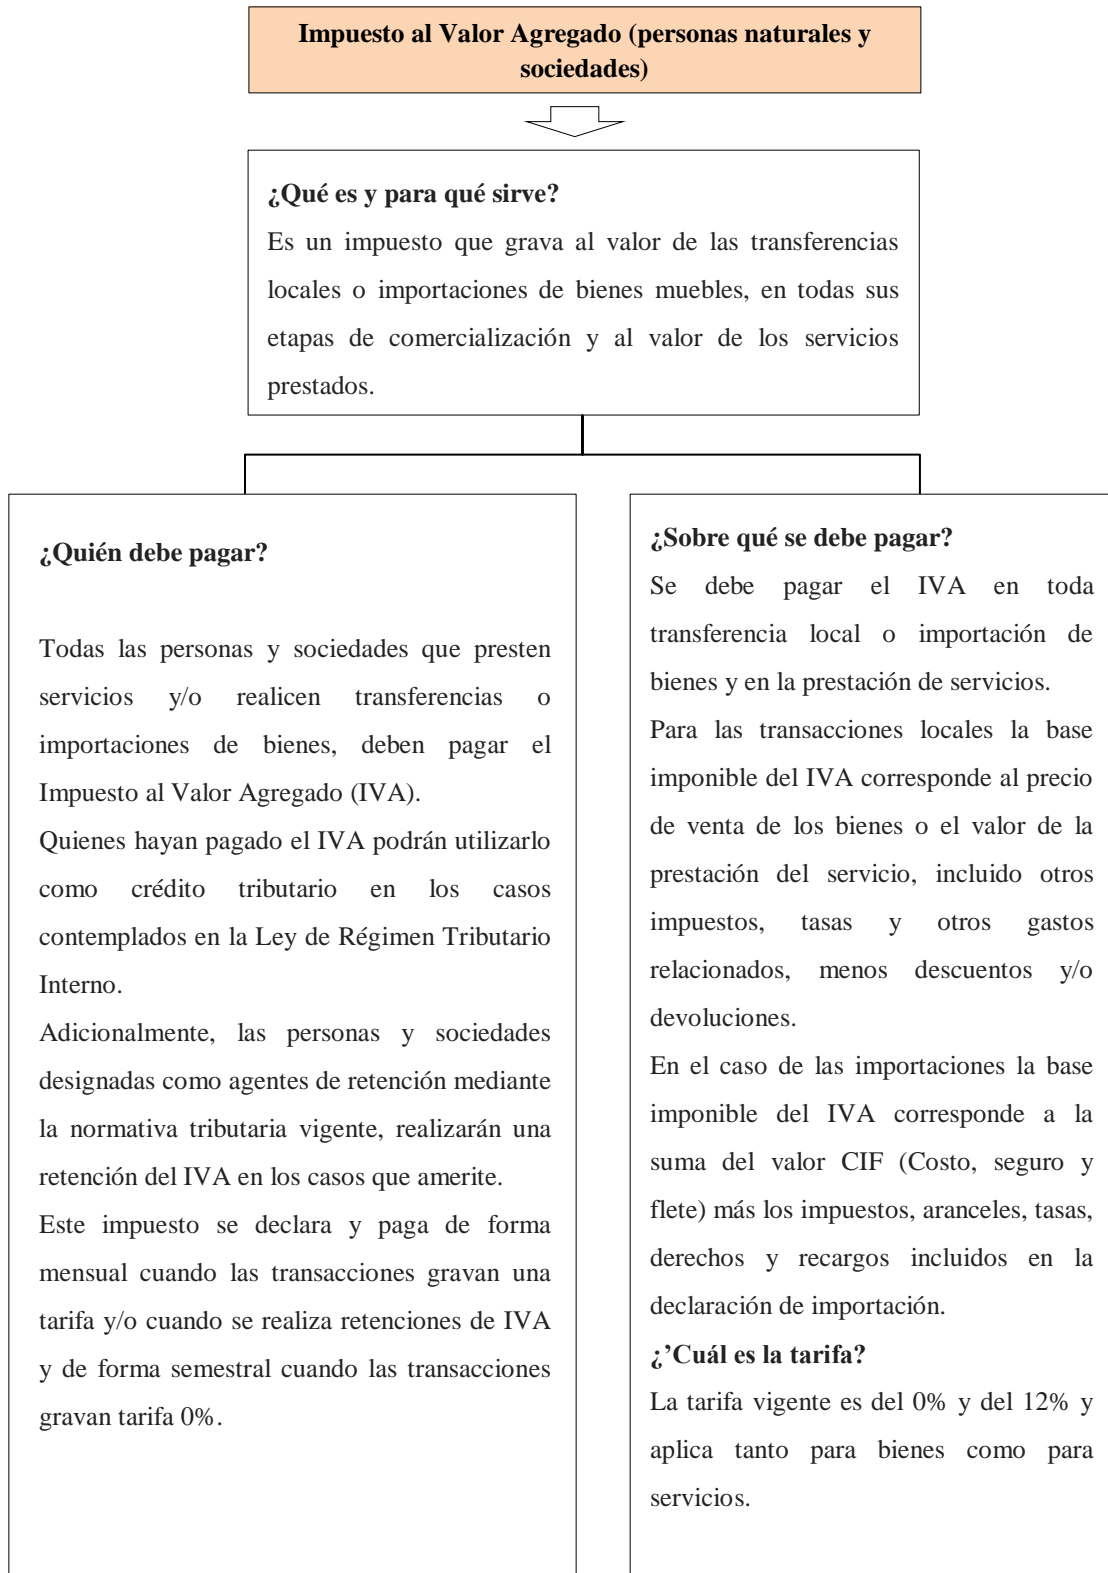 Impuesto al Valor Agregado (personas naturales y
sociedades)
¿Qué es y para qué sirve?
Es un impuesto que grava al valor de las transferencias
locales o importaciones de bienes muebles, en todas sus
etapas de comercialización y al valor de los servicios
prestados.
¿Quién debe pagar?
Todas las personas y sociedades que presten
servicios y/o realicen transferencias o
importaciones de bienes, deben pagar el
Impuesto al Valor Agregado (IVA).
Quienes hayan pagado el IVA podrán utilizarlo
como crédito tributario en los casos
contemplados en la Ley de Régimen Tributario
Interno.
Adicionalmente, las personas y sociedades
designadas como agentes de retención mediante
la normativa tributaria vigente, realizarán una
retención del IVA en los casos que amerite.
Este impuesto se declara y paga de forma
mensual cuando las transacciones gravan una
tarifa y/o cuando se realiza retenciones de IVA
y de forma semestral cuando las transacciones
gravan tarifa 0%.
¿Sobre qué se debe pagar?
Se debe pagar el IVA en toda
transferencia local o importación de
bienes y en la prestación de servicios.
Para las transacciones locales la base
imponible del IVA corresponde al precio
de venta de los bienes o el valor de la
prestación del servicio, incluido otros
impuestos, tasas y otros gastos
relacionados, menos descuentos y/o
devoluciones.
En el caso de las importaciones la base
imponible del IVA corresponde a la
suma del valor CIF (Costo, seguro y
flete) más los impuestos, aranceles, tasas,
derechos y recargos incluidos en la
declaración de importación.
¿’Cuál es la tarifa?
La tarifa vigente es del 0% y del 12% y
aplica tanto para bienes como para
servicios.